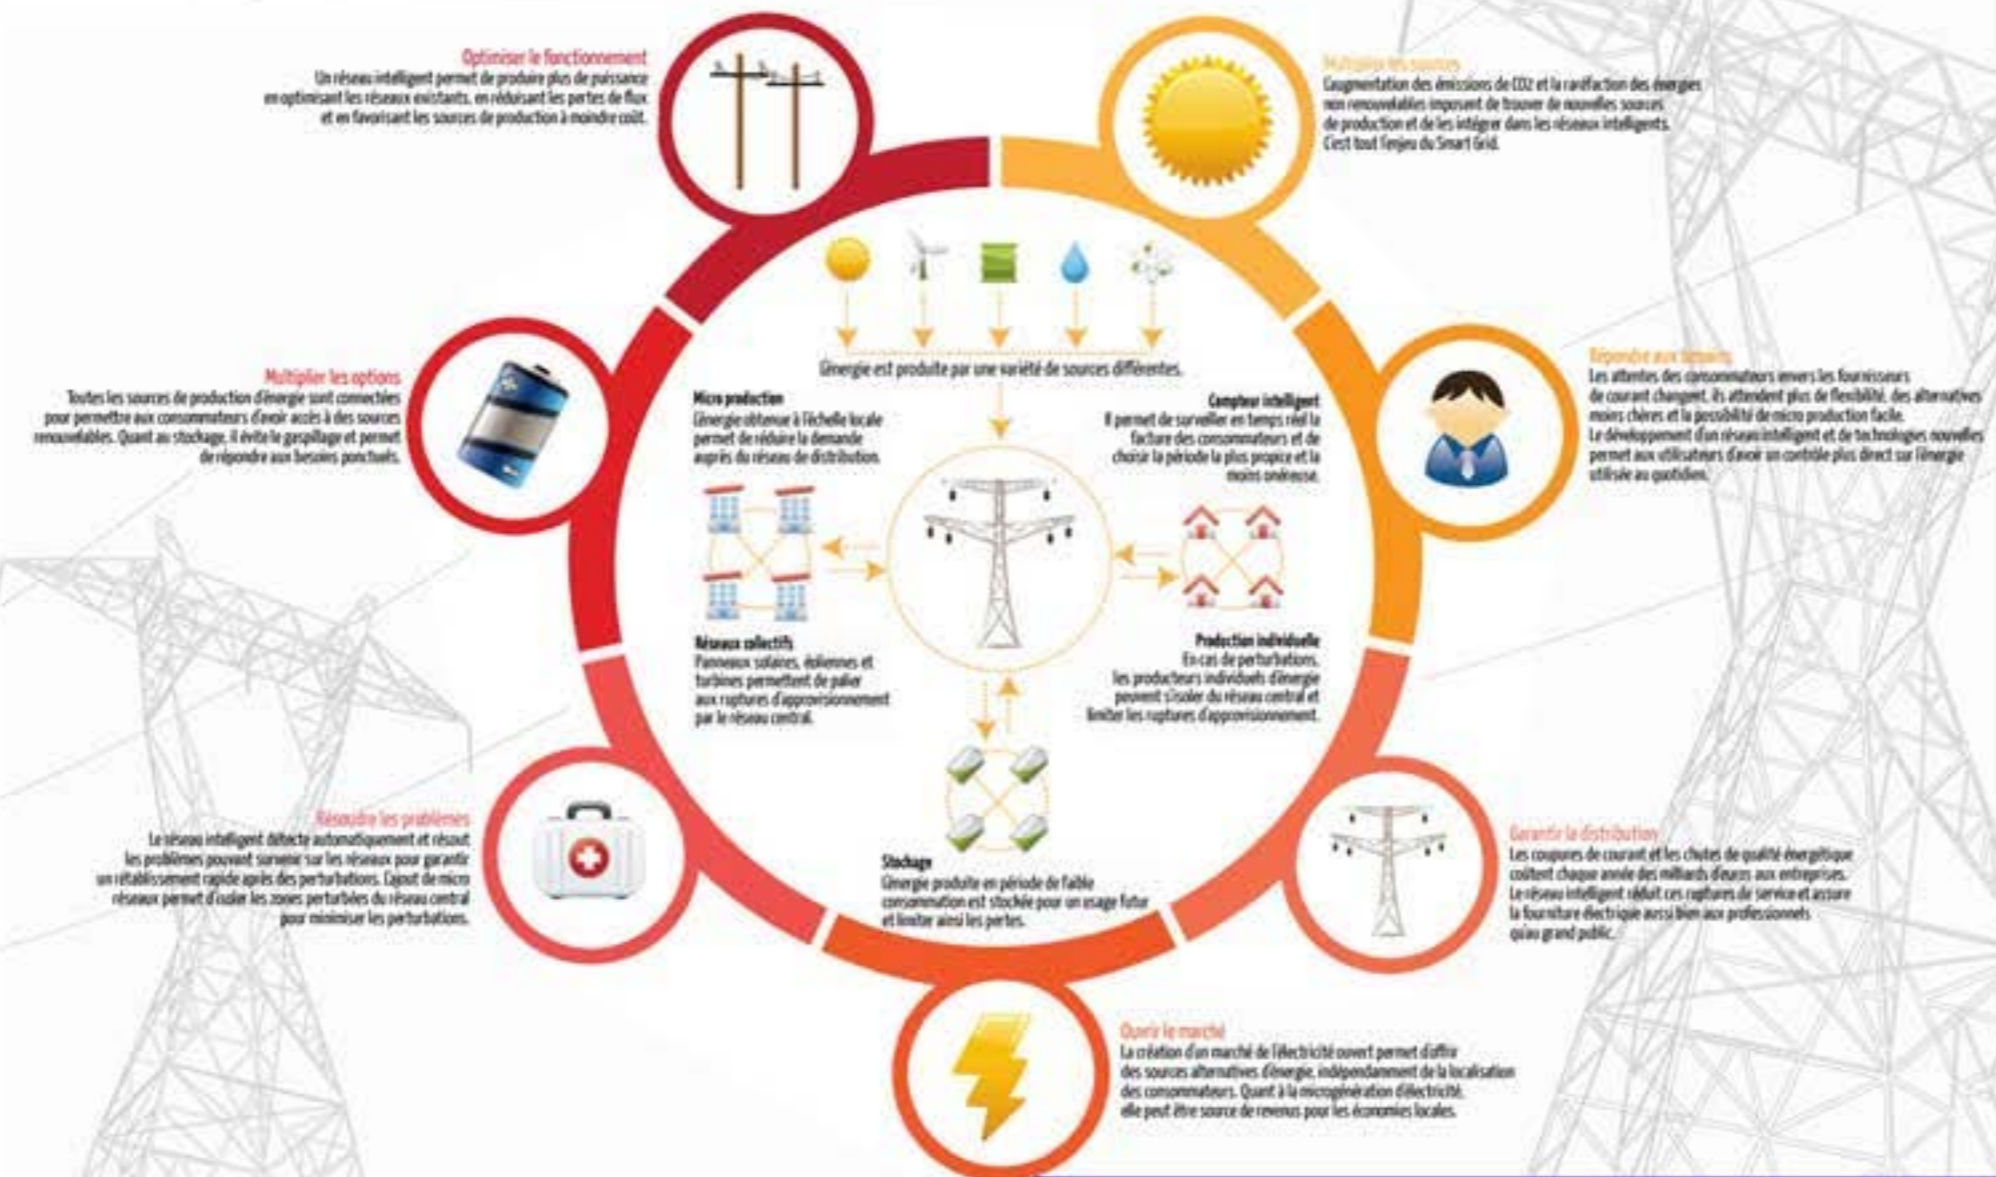 Optimiser le fonctionnement
Un réseau intelligent permet de produire plus de puissance
en optimisant les réseaux existants, en réduisant les pertes de flux
et en favorisant les sources de production à moindre coût.
Multiplier les sources
L'augmentation des émissions de CO2 et la raréfaction des énergies
non renouvelables imposent de trouver de nouvelles sources
de production et de les intégrer dans les réseaux intelligents.
C'est tout l'enjeu du Smart Grid.
Multiplier les options
Toutes les sources de production d'énergie sont connectées
pour permettre aux consommateurs d'avoir accès à des sources
renouvelables. Quant au stockage, il évite le gaspillage et permet
de répondre aux besoins ponctuels.
L'énergie est produite par une variété de sources différentes.
Micro production
L'énergie obtenue à l'échelle locale
permet de réduire la demande
auprès du réseau de distribution.
Compteur intelligent
Il permet de surveiller en temps réel la
facture des consommateurs et de
choisir la période la plus propice et la
moins onéreuse.
Répondre aux besoins
Les attentes des consommateurs envers les fournisseurs
de courant changent, ils attendent plus de flexibilité, des alternatives
moins chères et la possibilité de micro production facile.
Le développement d'un réseau intelligent et de technologies nouvelles
permet aux utilisateurs d'avoir un contrôle plus direct sur l'énergie
utilisée au quotidien.
Réseaux collectifs
Panneaux solaires, éoliennes et
turbines permettent de palier
aux ruptures d'approvisionnement
par le réseau central.
Production individuelle
En cas de perturbations,
les producteurs individuels d'énergie
peuvent s'isoler du réseau central et
limiter les ruptures d'approvisionnement.
Résoudre les problèmes
Le réseau intelligent détecte automatiquement et résout
les problèmes pouvant survenir sur les réseaux pour garantir
un rétablissement rapide après des perturbations. L'ajout de micro
réseaux permet d'isoler les zones perturbées du réseau central
pour minimiser les perturbations.
Stockage
L'énergie produite en période de faible
consommation est stockée pour un usage futur
et limiter ainsi les pertes.
Garantir la distribution
Les coupures de courant et les chutes de qualité énergétique
coûtent chaque année des milliards d'euros aux entreprises.
Le réseau intelligent réduit ces ruptures de service et assure
la fourniture électrique aussi bien aux professionnels
qu'au grand public.
Ouvrir le marché
La création d'un marché de l'électricité ouvert permet d'offrir
des sources alternatives d'énergie, indépendamment de la localisation
des consommateurs. Quant à la microgénération d'électricité,
elle peut être source de revenus pour les économies locales.